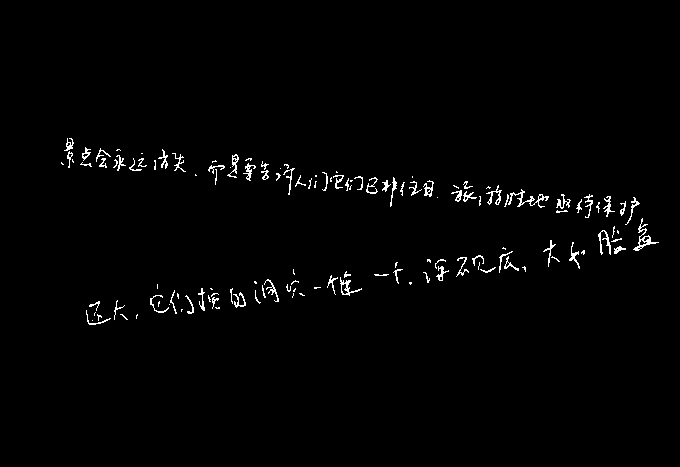 景点会永远消失、而是要告诉人们它们已非往日.旅游胜地亟待保护
还大,它们挖的洞穴一健一个,深不见底、大如脸盆